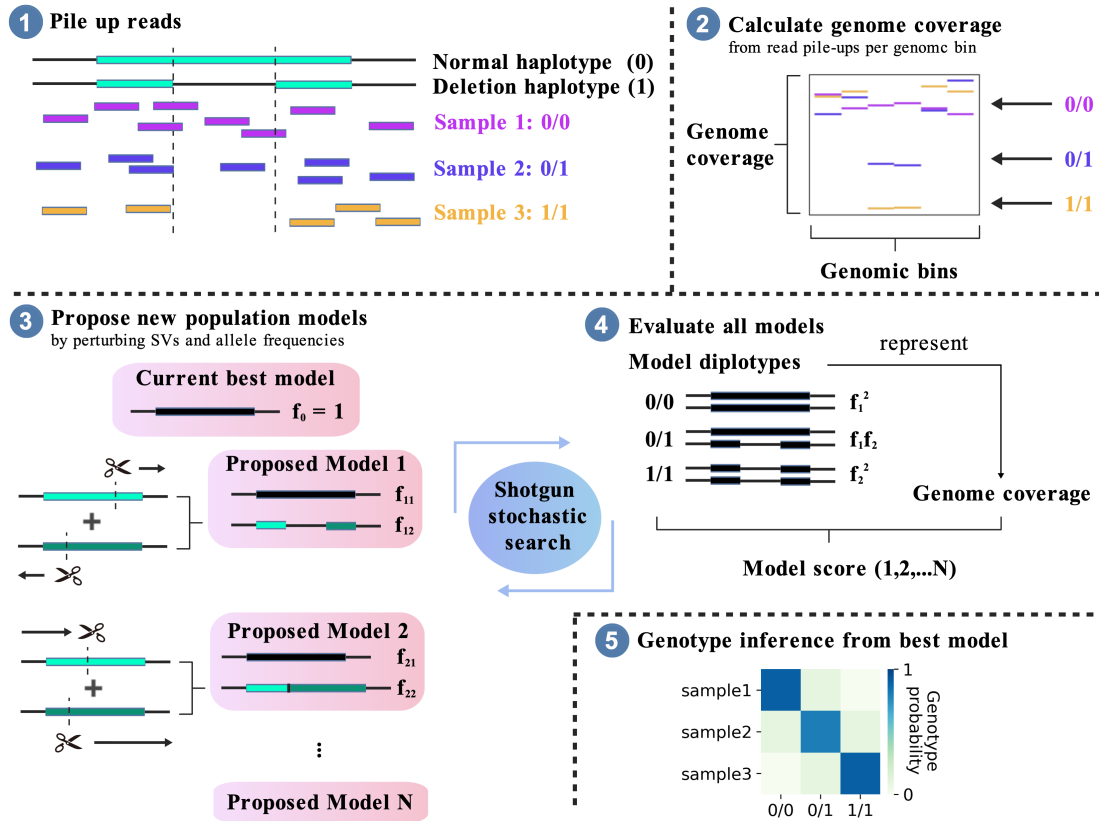 1 Pile up reads
Normal haplotype (0)
Deletion haplotype (1)
Sample 1: 0/0
Sample 2: 0/1
Sample 3: 1/1
2 Calculate genome coverage
from read pile-ups per genomc bin
Genome
coverage
0/0
0/1
1/1
Genomic bins
3 Propose new population models
by perturbing SVs and allele frequencies
Current best model
f₀ = 1
Proposed Model 1
f₁₁
f₁₂
+
Proposed Model 2
f₂₁
f₂₂
+
⋮
Proposed Model N
Shotgun
stochastic
search
4 Evaluate all models
Model diplotypes
represent
0/0 f₁²
0/1 f₁f₂
1/1 f₂²
Genome coverage
Model score (1,2,...N)
5 Genotype inference from best model
sample1
sample2
sample3
0/0 0/1 1/1
1
0
Genotype
probability